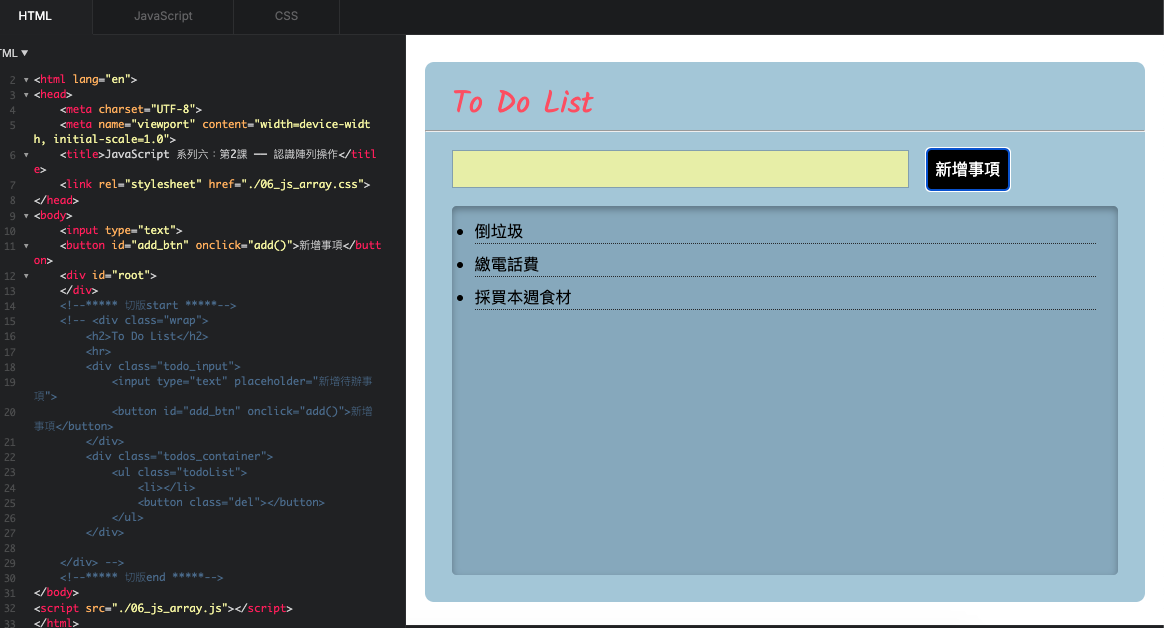 HTML
JavaScript
CSS
TML ▼
2 ▾ <html lang="en">
3 ▾ <head>
4 <meta charset="UTF-8">
5 <meta name="viewport" content="width=device-widt
h, initial-scale=1.0">
6 ▾ <title>JavaScript 系列六：第2課 ── 認識陣列操作</titl
e>
7 <link rel="stylesheet" href="./06_js_array.css">
8 </head>
9 ▾ <body>
10 <input type="text">
11 ▾ <button id="add_btn" onclick="add()">新增事項</butt
on>
12 ▾ <div id="root">
13 </div>
14 <!--***** 切版start *****-->
15 <!-- <div class="wrap">
16 <h2>To Do List</h2>
17 <hr>
18 <div class="todo_input">
19 <input type="text" placeholder="新增待辦事
項">
20 <button id="add_btn" onclick="add()">新增
事項</button>
21 </div>
22 <div class="todos_container">
23 <ul class="todoList">
24 <li></li>
25 <button class="del"></button>
26 </ul>
27 </div>
28
29 </div> -->
30 <!--***** 切版end *****-->
31 </body>
32 <script src="./06_js_array.js"></script>
33 </html>
To Do List
新增事項
倒垃圾
繳電話費
採買本週食材